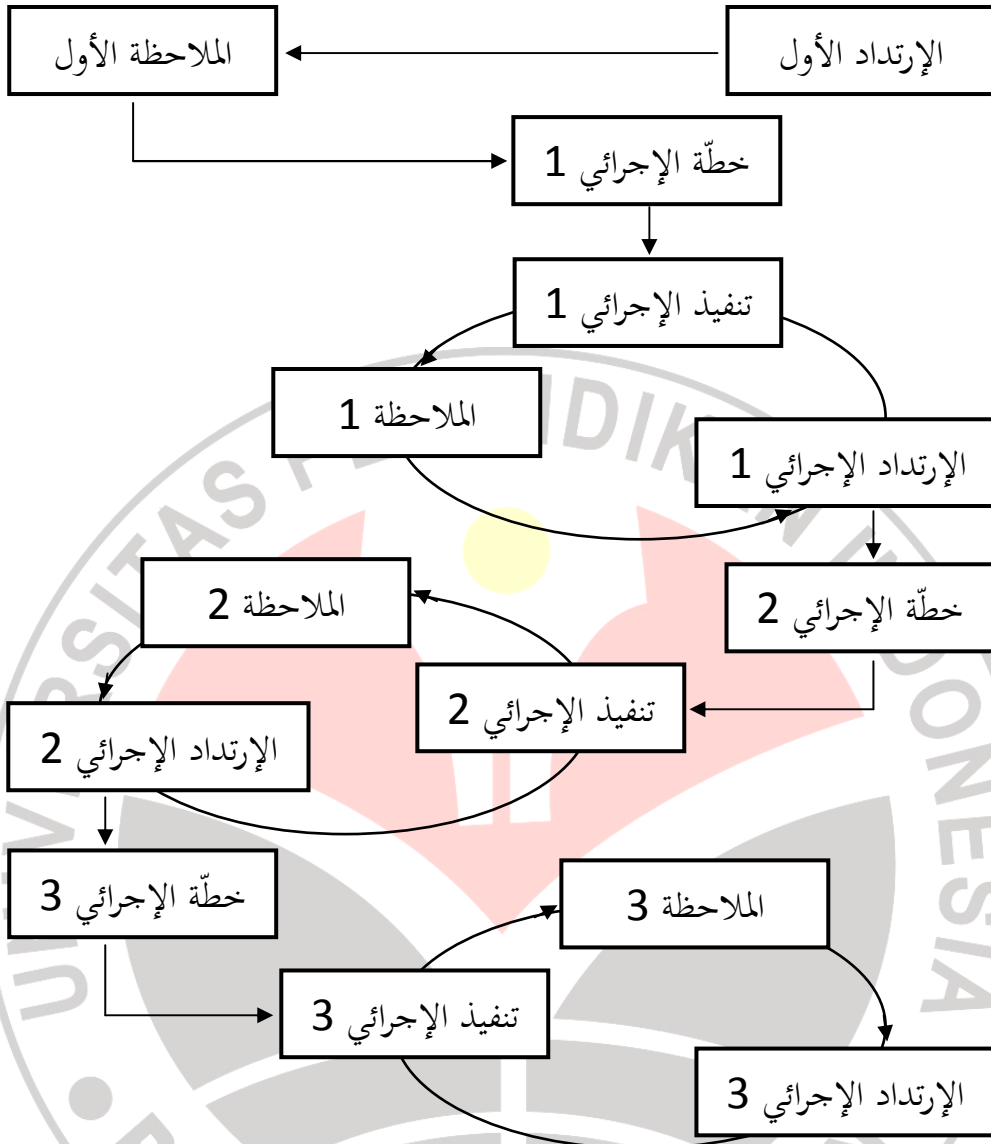 الإرتداد الأول
الملاحظة الأول
خطّة الإجرائي 1
تنفيذ الإجرائي 1
الملاحظة 1
الإرتداد الإجرائي 1
خطّة الإجرائي 2
الملاحظة 2
تنفيذ الإجرائي 2
الإرتداد الإجرائي 2
خطّة الإجرائي 3
الملاحظة 3
تنفيذ الإجرائي 3
الإرتداد الإجرائي 3